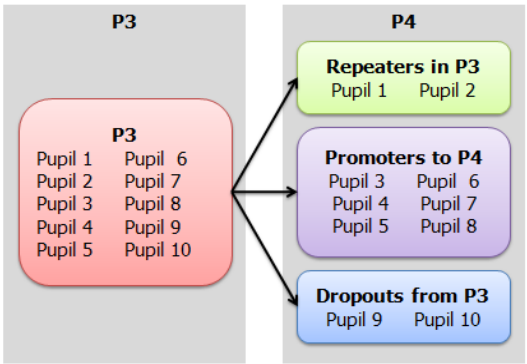 P3
P3
Pupil 1 Pupil 6
Pupil 2 Pupil 7
Pupil 3 Pupil 8
Pupil 4 Pupil 9
Pupil 5 Pupil 10
P4
Repeaters in P3
Pupil 1 Pupil 2
Promoters to P4
Pupil 3 Pupil 6
Pupil 4 Pupil 7
Pupil 5 Pupil 8
Dropouts from P3
Pupil 9 Pupil 10